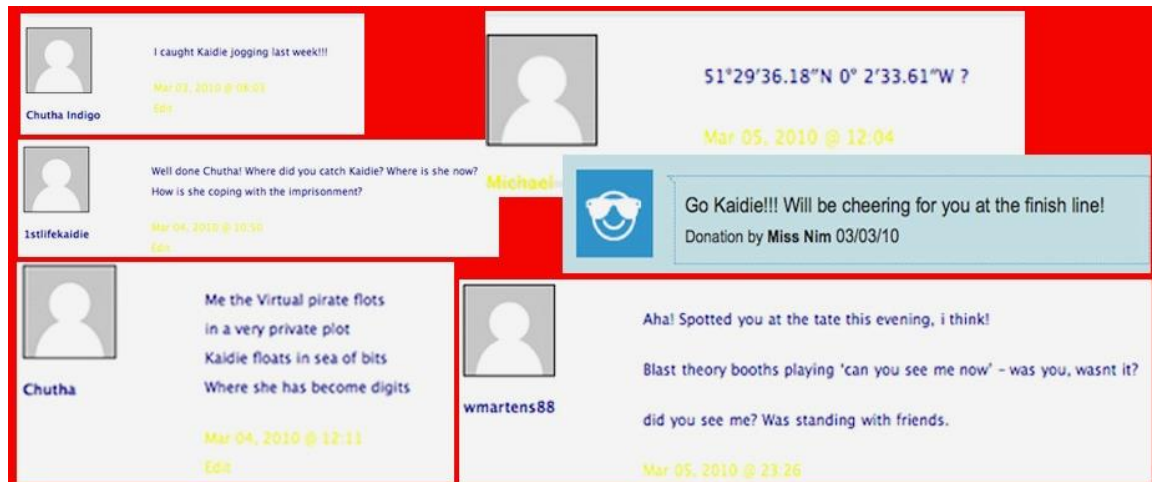 I caught Kaidie jogging last week!!!
Mar 03, 2010 @ 08:03
Edit
Chutha Indigo
Well done Chutha! Where did you catch Kaidie? Where is she now?
How is she coping with the imprisonment?
Mar 04, 2010 @ 10:50
Edit
1stlifekaidie
Me the Virtual pirate flots
in a very private plot
Kaidie floats in sea of bits
Where she has become digits
Chutha
Mar 04, 2010 @ 12:11
Edit
51°29'36.18"N 0° 2'33.61"W ?
Mar 05, 2010 @ 12:04
Michael
Go Kaidie!!! Will be cheering for you at the finish line!
Donation by Miss Nim 03/03/10
Aha! Spotted you at the tate this evening, i think!
Blast theory booths playing 'can you see me now' – was you, wasnt it?
wmartens88
did you see me? Was standing with friends.
Mar 05, 2010 @ 23:26